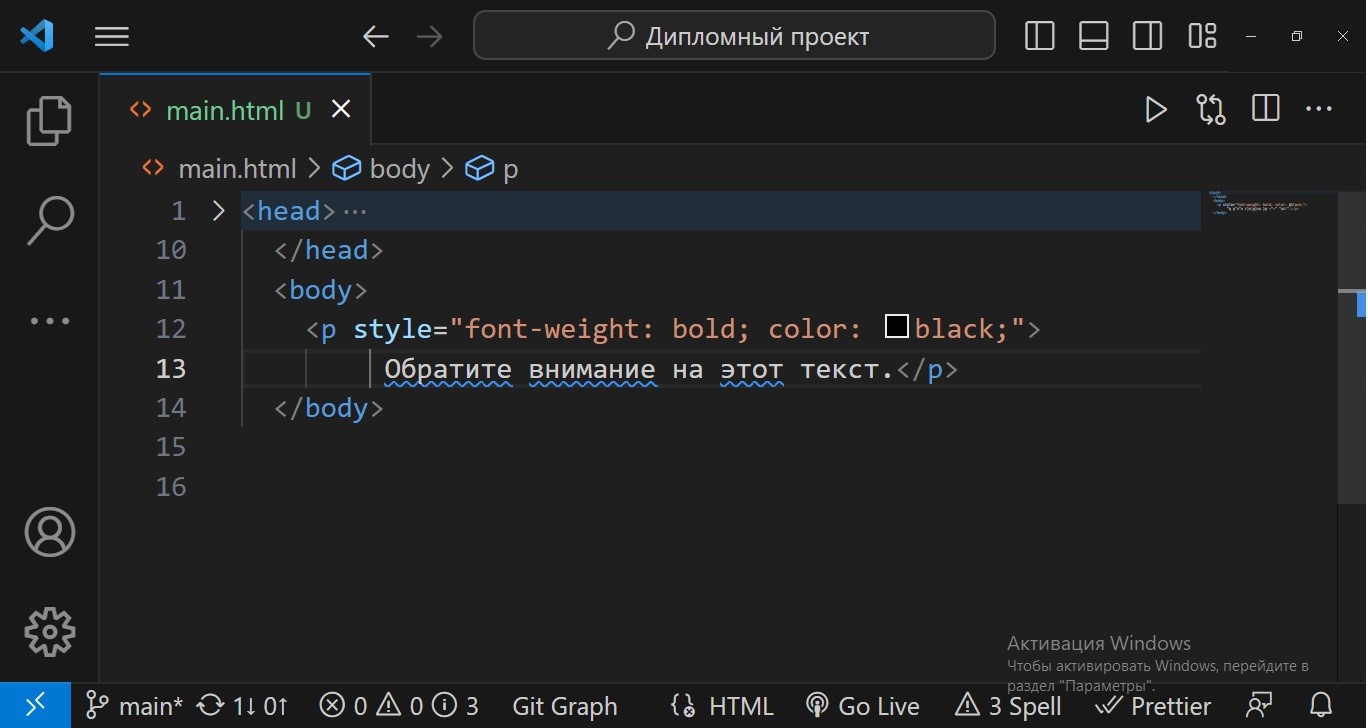 Дипломный проект
main.html U
main.html > body > p
1 <head>…
10 </head>
11 <body>
12 <p style="font-weight: bold; color: black;">
13 Обратите внимание на этот текст.</p>
14 </body>
15
16
Активация Windows
Чтобы активировать Windows, перейдите в
раздел "Параметры".
main* 1↓ 0↑ 0 0 3 Git Graph HTML Go Live 3 Spell Prettier